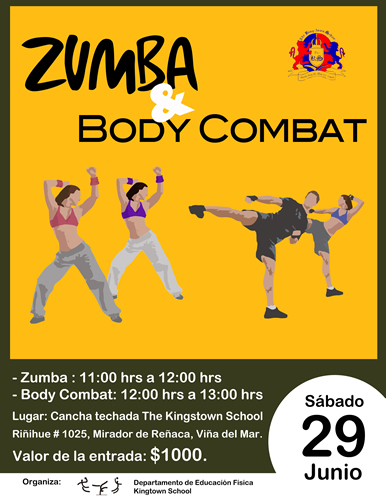 ZUMBA
&
BODY COMBAT
- Zumba : 11:00 hrs a 12:00 hrs
- Body Combat: 12:00 hrs a 13:00 hrs
Lugar: Cancha techada The Kingstown School
Riñihue # 1025, Mirador de Reñaca, Viña del Mar.
Valor de la entrada: $1000.
Sábado
29
Junio
Organiza:
Departamento de Educación Física
Kingtown School